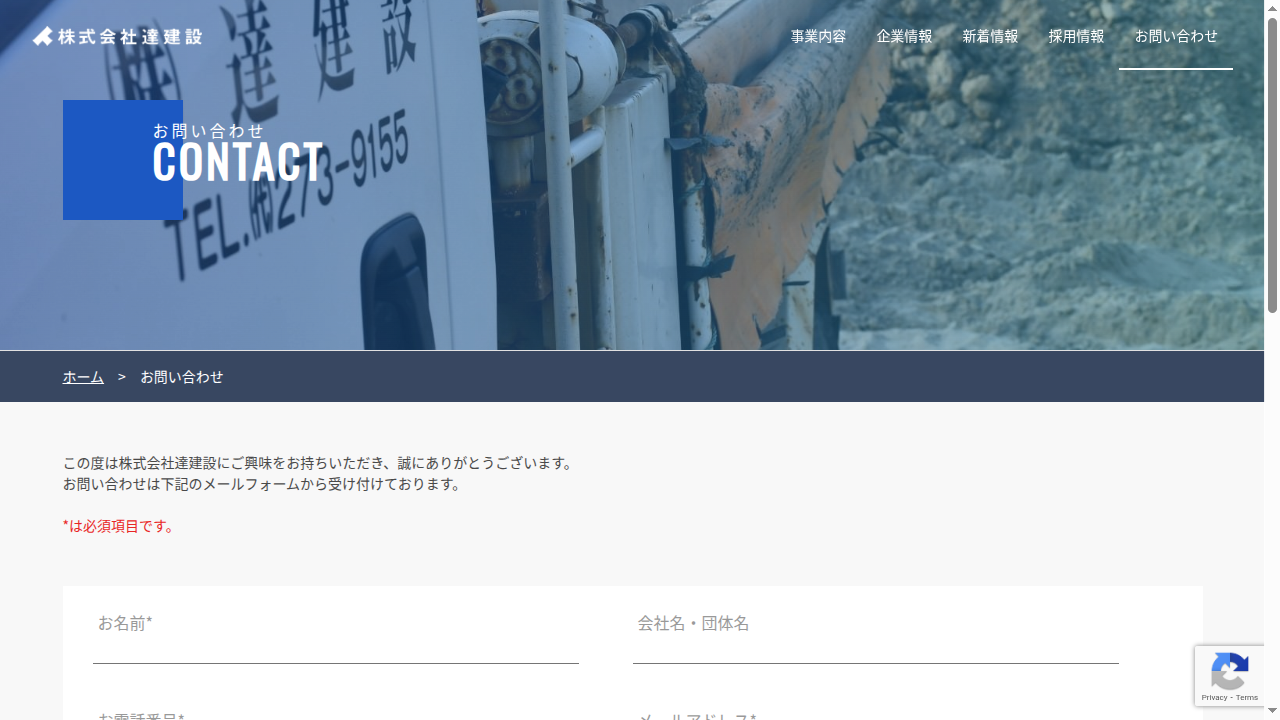 株式会社達建設
事業内容
企業情報
新着情報
採用情報
お問い合わせ
㈱達建設
TEL.㈹273-9155
お問い合わせ
CONTACT
ホーム > お問い合わせ
この度は株式会社達建設にご興味をお持ちいただき、誠にありがとうございます。
お問い合わせは下記のメールフォームから受け付けております。
*は必須項目です。
お名前*
会社名・団体名
お電話番号*
メールアドレス*
Privacy - Terms